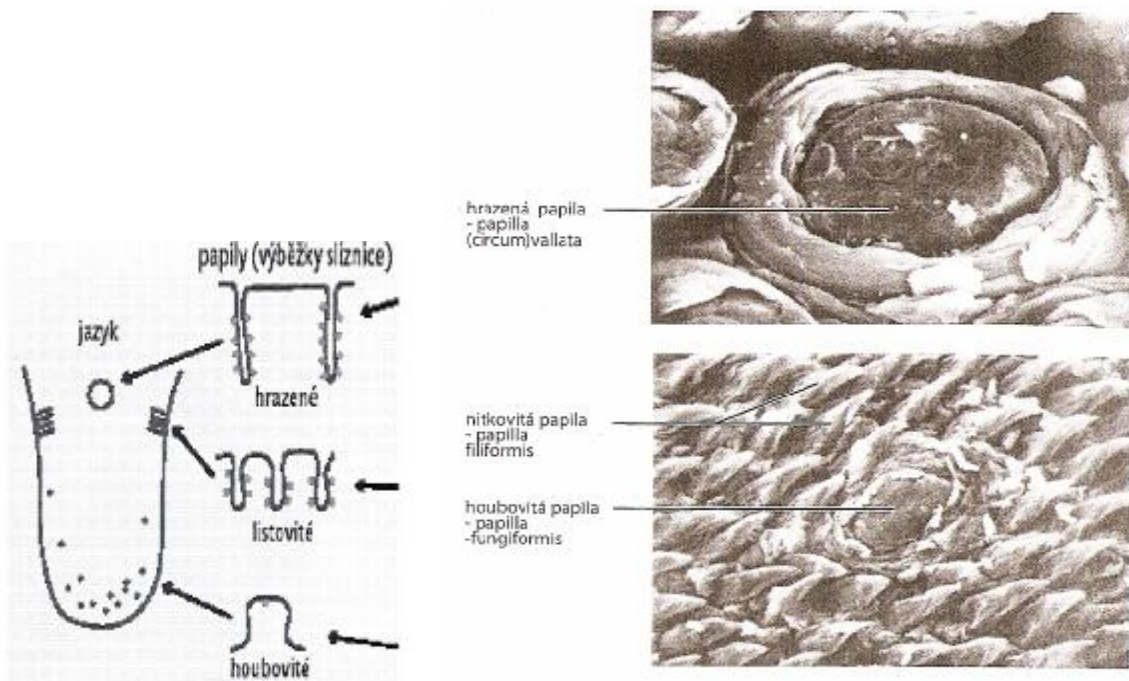 papily (výběžky sliznice)
jazyk
hrazené
listovité
houbovité
hrazená papila
- papilla
(circum)vallata
nitkovitá papila
- papilla
filiformis
houbovitá papila
- papilla
-fungiformis